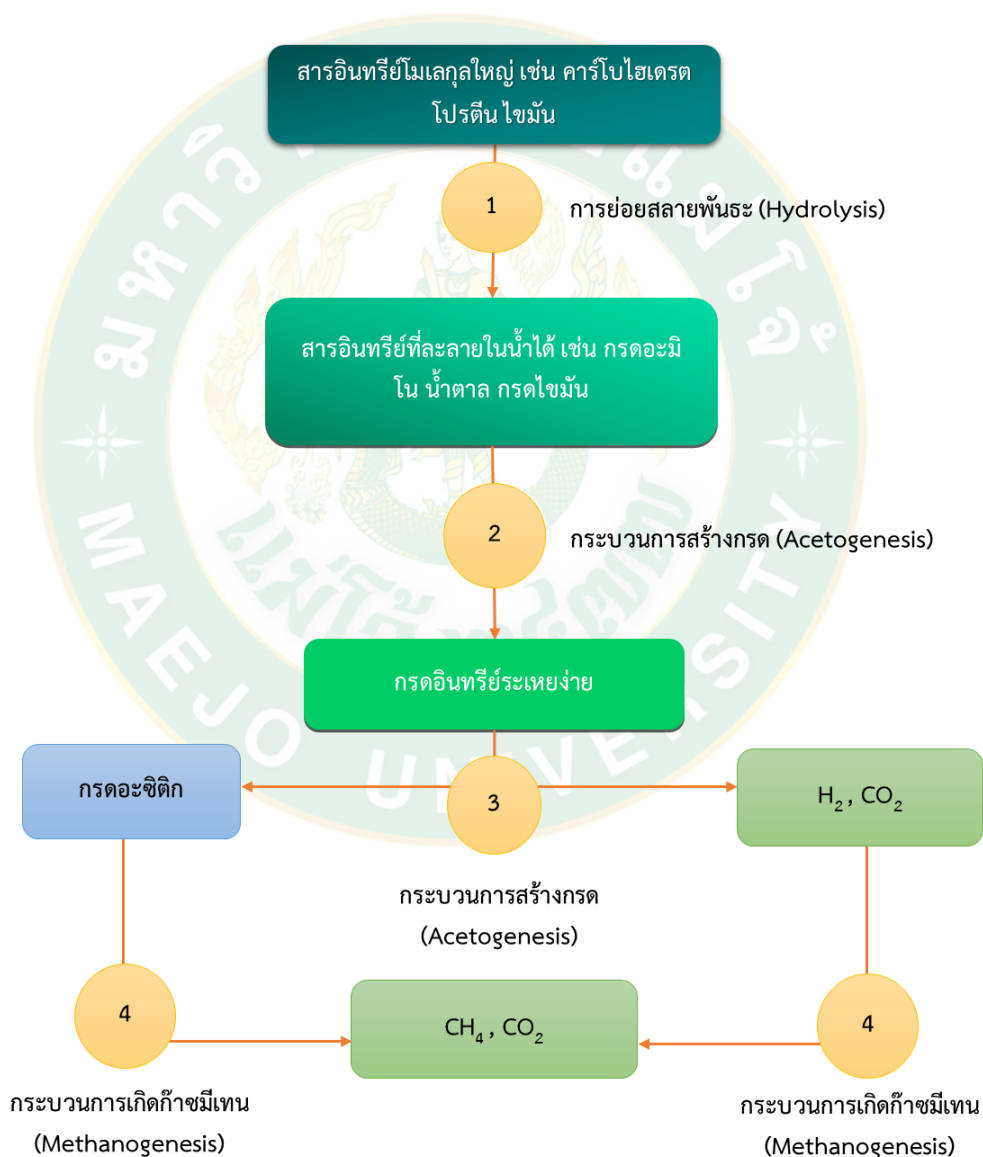 สารอินทรีย์โมเลกุลใหญ่ เช่น คาร์โบไฮเดรต
โปรตีน ไขมัน
1
การย่อยสลายพันธะ (Hydrolysis)
สารอินทรีย์ที่ละลายในน้ำได้ เช่น กรดอะมิ
โน น้ำตาล กรดไขมัน
2
กระบวนการสร้างกรด (Acetogenesis)
กรดอินทรีย์ระเหยง่าย
กรดอะซิติก
3
H₂ , CO₂
กระบวนการสร้างกรด
(Acetogenesis)
4
CH₄ , CO₂
4
กระบวนการเกิดก๊าซมีเทน
(Methanogenesis)
กระบวนการเกิดก๊าซมีเทน
(Methanogenesis)
MAEJO UNIVERSITY